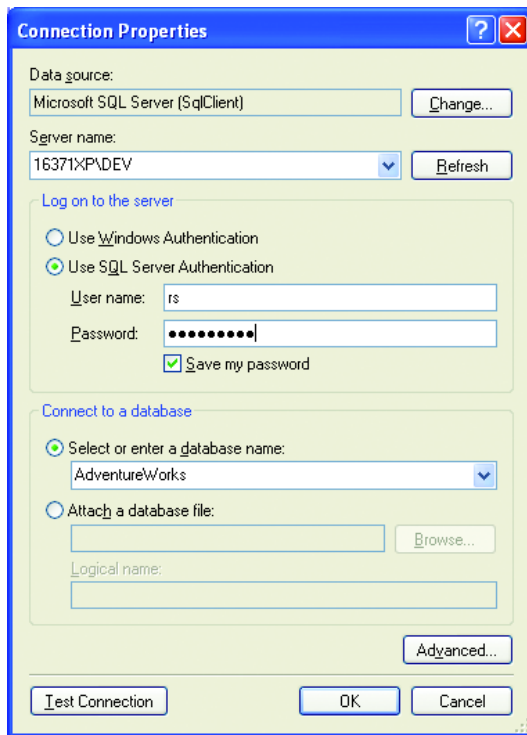 Connection Properties
Data source:
Microsoft SQL Server (SqlClient)
Change...
Server name:
16371XP\DEV
Refresh
Log on to the server
Use Windows Authentication
Use SQL Server Authentication
User name: rs
Password: ●●●●●●●●●
Save my password
Connect to a database
Select or enter a database name:
AdventureWorks
Attach a database file:
Browse...
Logical name:
Advanced...
Test Connection OK Cancel